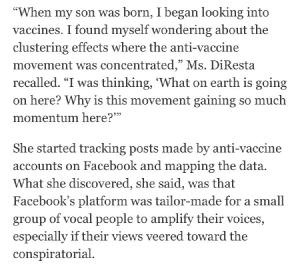 “When my son was born, I began looking into
vaccines. I found myself wondering about the
clustering effects where the anti-vaccine
movement was concentrated,” Ms. DiResta
recalled. “I was thinking, ‘What on earth is going
on here? Why is this movement gaining so much
momentum here?’”
She started tracking posts made by anti-vaccine
accounts on Facebook and mapping the data.
What she discovered, she said, was that
Facebook’s platform was tailor-made for a small
group of vocal people to amplify their voices,
especially if their views veered toward the
conspiratorial.